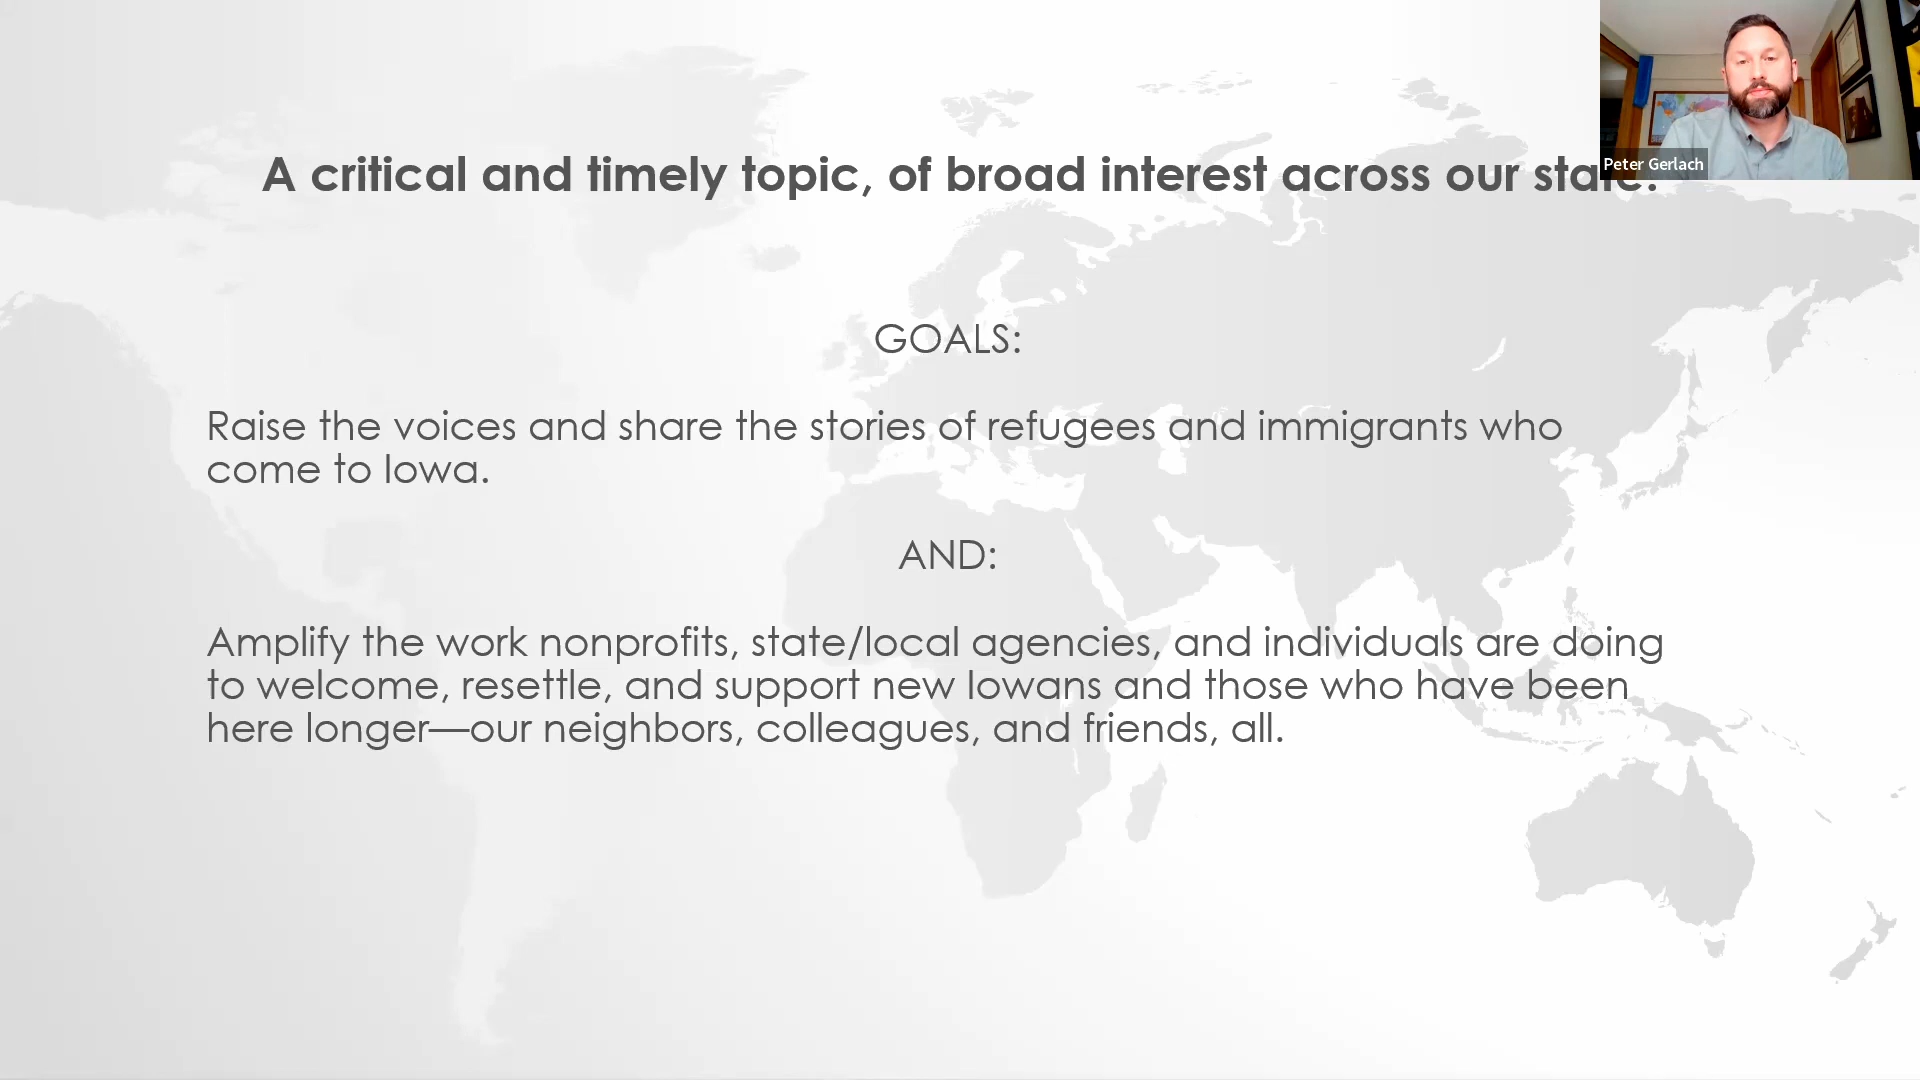 A critical and timely topic, of broad interest across our state.
Peter Gerlach
GOALS:
Raise the voices and share the stories of refugees and immigrants who
come to Iowa.
AND:
Amplify the work nonprofits, state/local agencies, and individuals are doing
to welcome, resettle, and support new Iowans and those who have been
here longer—our neighbors, colleagues, and friends, all.